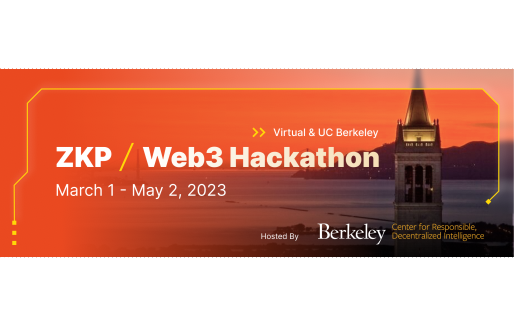 Virtual & UC Berkeley
ZKP / Web3 Hackathon
March 1 - May 2, 2023
Hosted By
Berkeley
Center for Responsible,
Decentralized Intelligence